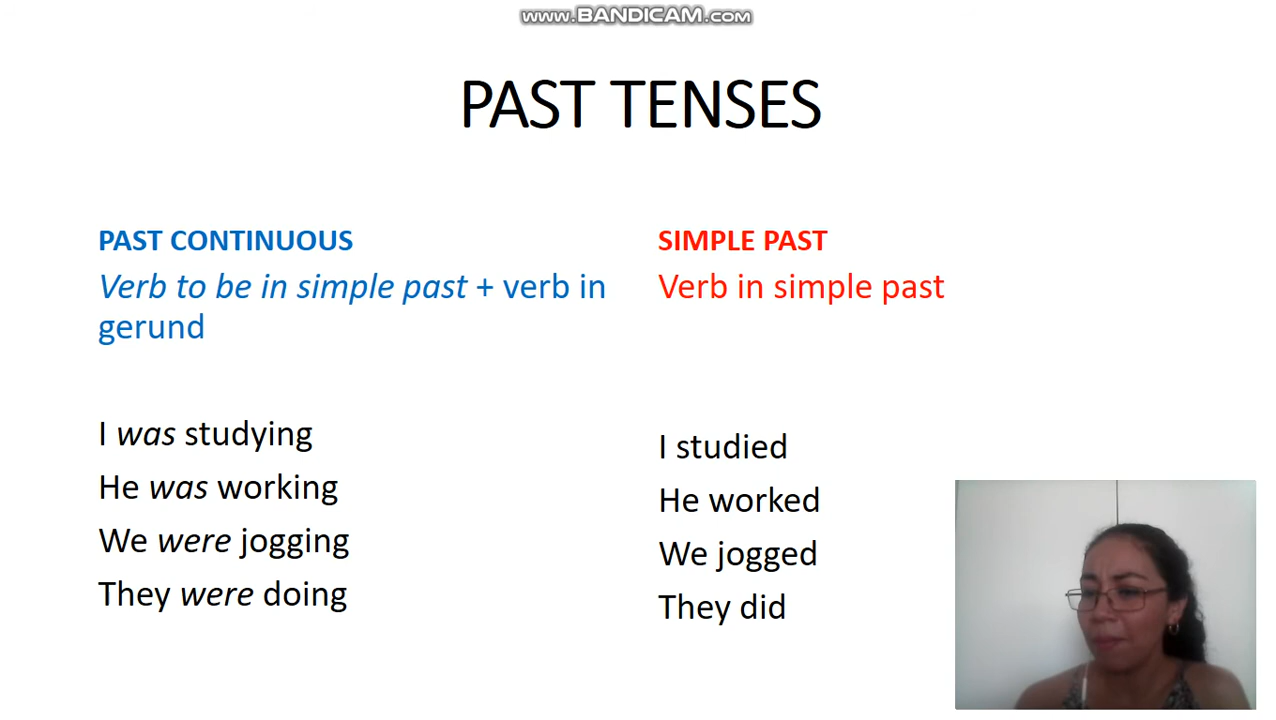 www.BANDICAM.com
PAST TENSES
PAST CONTINUOUS
Verb to be in simple past + verb in
gerund
I was studying
He was working
We were jogging
They were doing
SIMPLE PAST
Verb in simple past
I studied
He worked
We jogged
They did